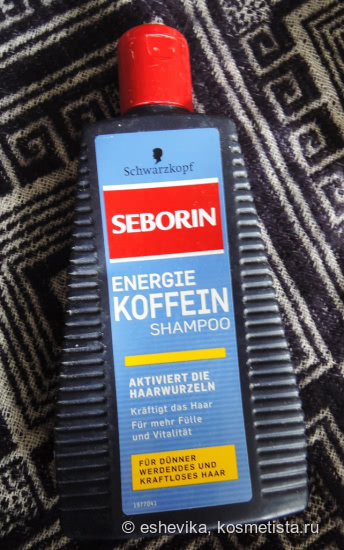 Schwarzkopf
SEBORIN
ENERGIE
KOFFEIN
SHAMPOO
AKTIVIERT DIE
HAARWURZELN
Kräftigt das Haar
Für mehr Fülle
und Vitalität
FÜR DÜNNER
WERDENDES UND
KRAFTLOSES HAAR
© eshevika, kosmetista.ru